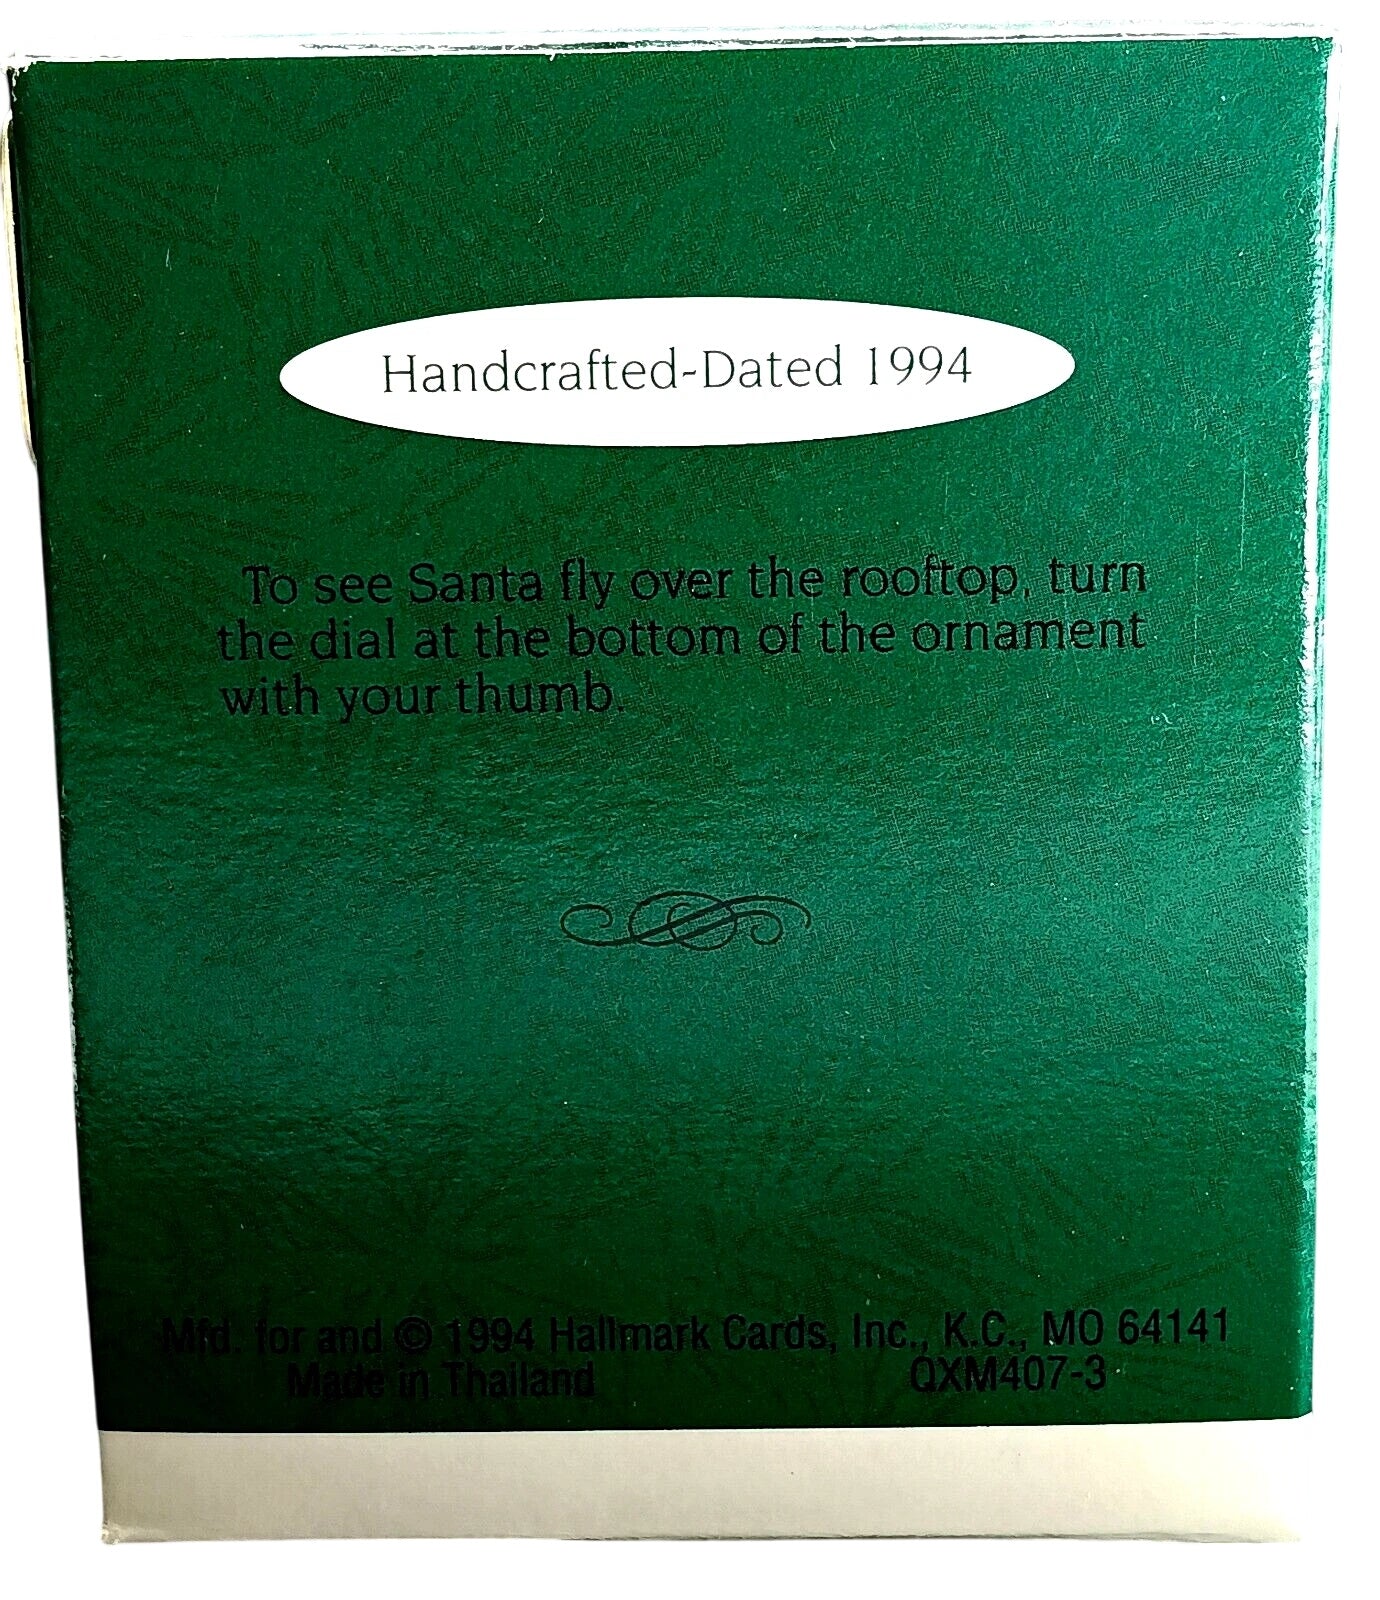 Handcrafted-Dated 1994
To see Santa fly over the rooftop, turn
the dial at the bottom of the ornament
with your thumb.
Mfd. for and © 1994 Hallmark Cards, Inc., K.C., MO 64141
Made in Thailand QXM407-3